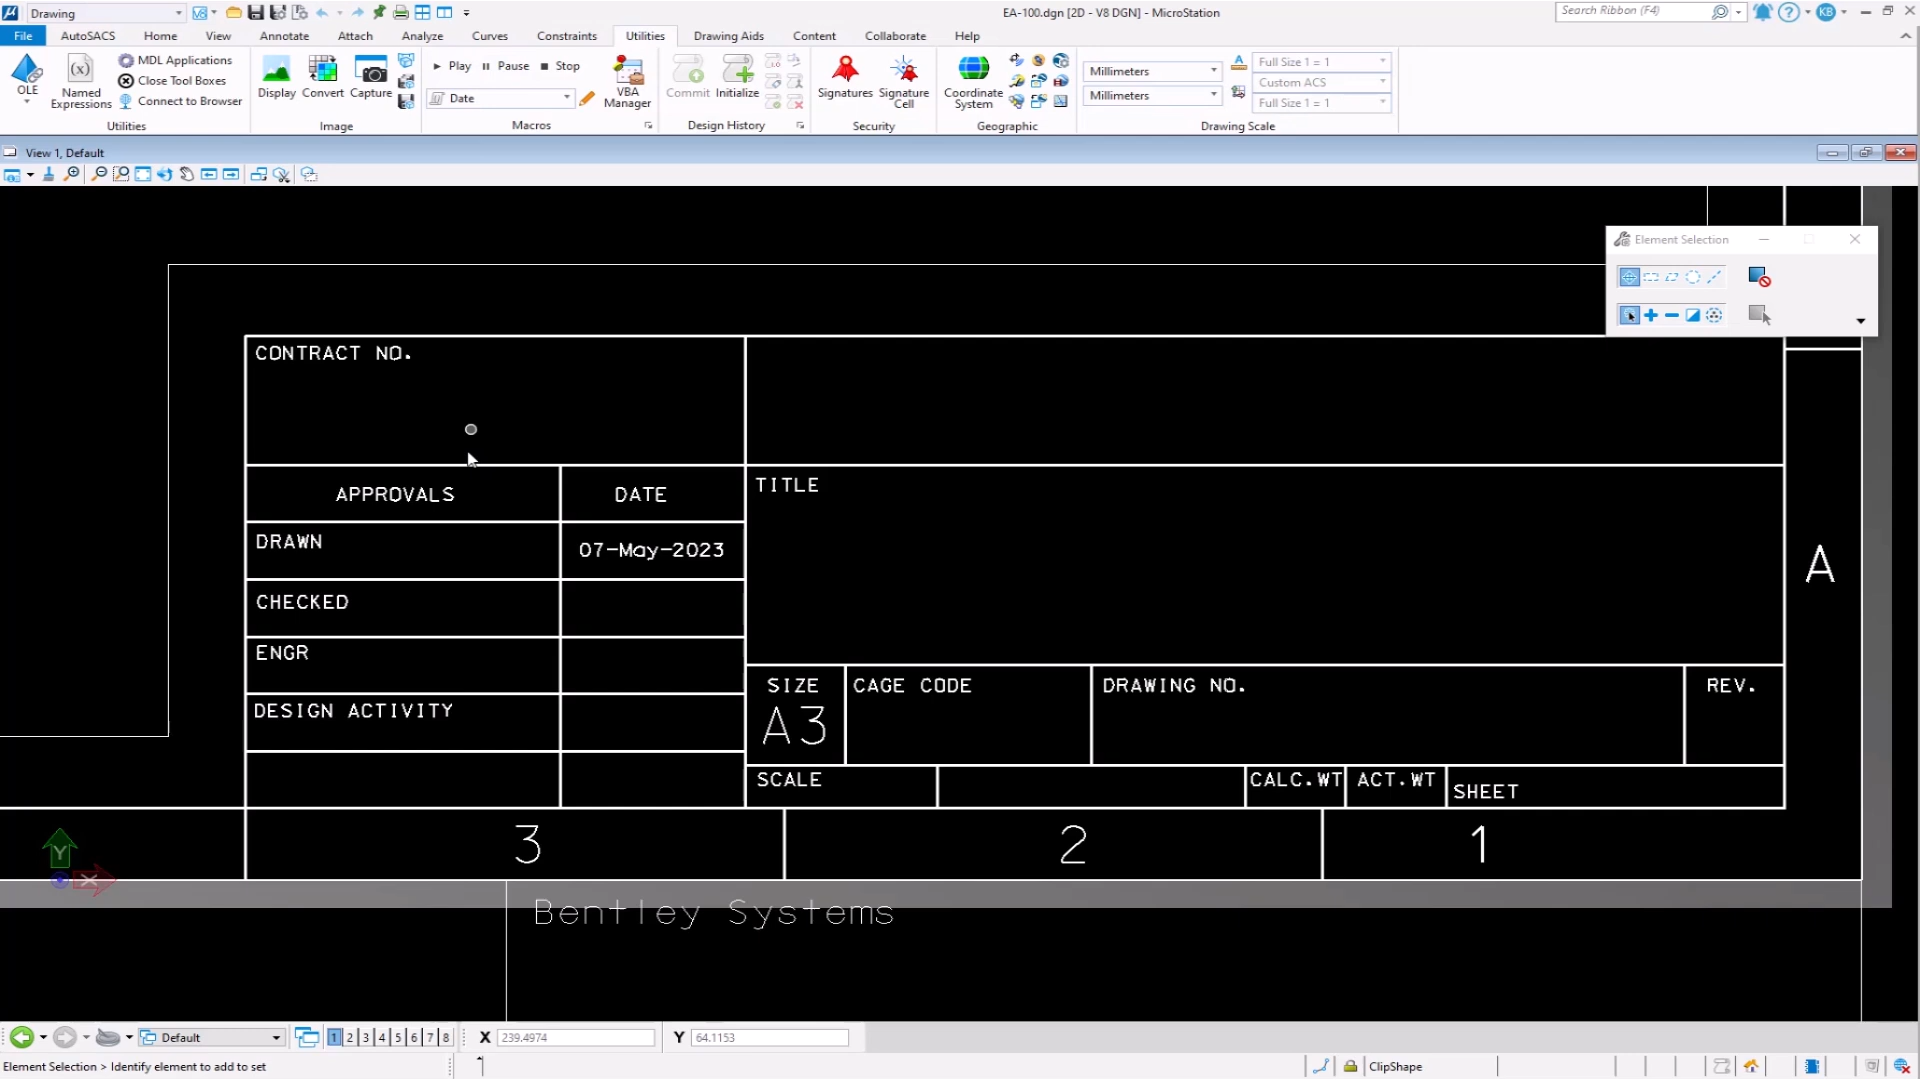 Drawing
EA-100.dgn [2D - V8 DGN] - MicroStation
Search Ribbon (F4)
KB
File AutoSACS Home View Annotate Attach Analyze Curves Constraints Utilities Drawing Aids Content Collaborate Help
OLE
Named Expressions
MDL Applications
Close Tool Boxes
Connect to Browser
Display
Convert
Capture
Play Pause Stop
Date
VBA Manager
Commit
Initialize
Signatures
Signature Cell
Coordinate System
Millimeters
Millimeters
Full Size 1 = 1
Custom ACS
Full Size 1 = 1
Utilities Image Macros Design History Security Geographic Drawing Scale
View 1, Default
Element Selection
CONTRACT NO.
APPROVALS DATE
TITLE
DRAWN 07-May-2023
CHECKED
ENGR
DESIGN ACTIVITY
SIZE
A3
CAGE CODE
DRAWING NO.
REV.
SCALE
CALC.WT
ACT.WT
SHEET
A
3 2 1
Y
X
Bentley Systems
Default
1 2 3 4 5 6 7 8
X 239.4974
Y 64.1153
Element Selection > Identify element to add to set
ClipShape